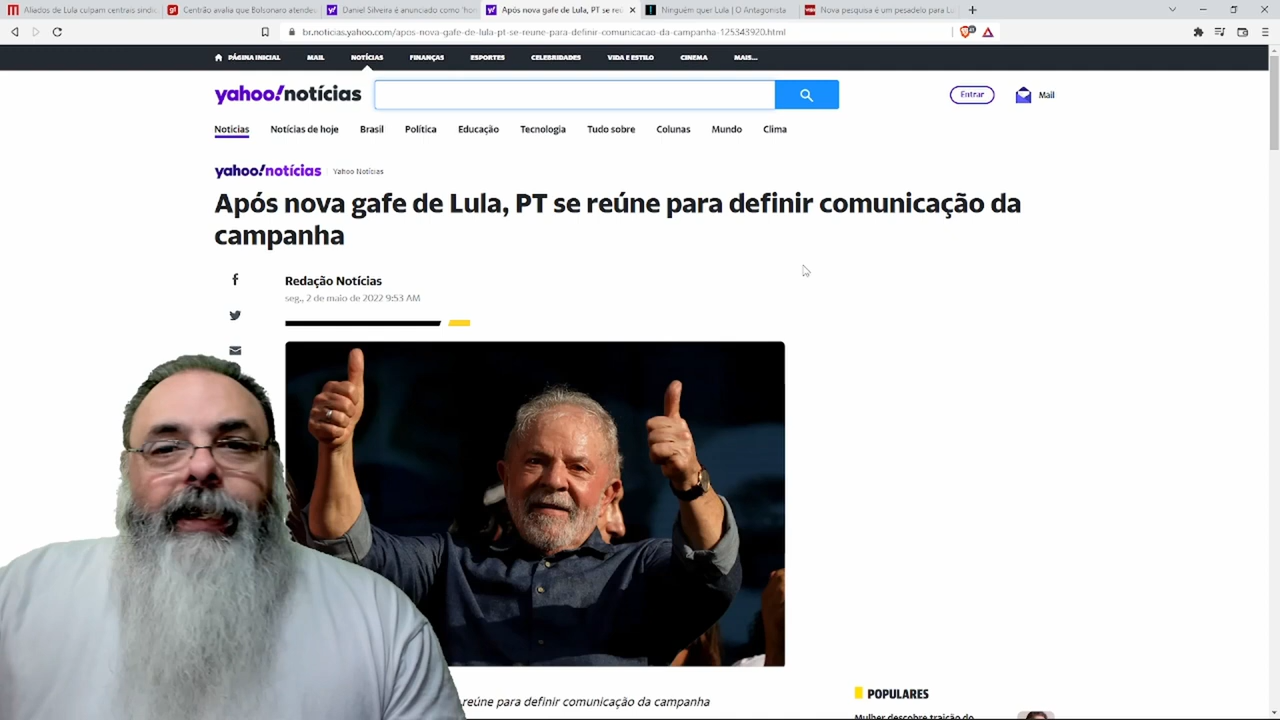 Aliados de Lula culpam centrais sindic
Centrão avalia que Bolsonaro atende
Daniel Silveira é anunciado como 'ho
Após nova gafe de Lula, PT se reú
Ninguém quer Lula | O Antagonista
Nova pesquisa é um pesadelo para Lu
br.noticias.yahoo.com/apos-nova-gafe-de-lula-pt-se-reune-para-definir-comunicacao-da-campanha-125343920.html
PÁGINA INICIAL MAIL NOTÍCIAS FINANÇAS ESPORTES CELEBRIDADES VIDA E ESTILO CINEMA MAIS...
yahoo!notícias
Entrar
Mail
Notícias Notícias de hoje Brasil Política Educação Tecnologia Tudo sobre Colunas Mundo Clima
yahoo!notícias Yahoo Notícias
Após nova gafe de Lula, PT se reúne para definir comunicação da
campanha
Redação Notícias
seg., 2 de maio de 2022 9:53 AM
reúne para definir comunicação da campanha
POPULARES
Mulher descobre traição do